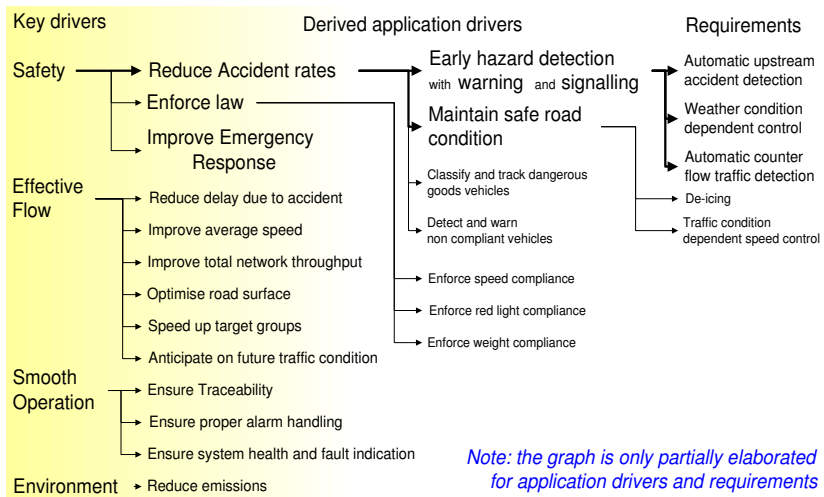 Key drivers
Derived application drivers
Requirements
Safety
Reduce Accident rates
Enforce law
Improve Emergency
Response
Early hazard detection
with warning and signalling
Maintain safe road
condition
Classify and track dangerous
goods vehicles
Detect and warn
non compliant vehicles
Enforce speed compliance
Enforce red light compliance
Enforce weight compliance
Automatic upstream
accident detection
Weather condition
dependent control
Automatic counter
flow traffic detection
De-icing
Traffic condition
dependent speed control
Effective
Flow
Reduce delay due to accident
Improve average speed
Improve total network throughput
Optimise road surface
Speed up target groups
Anticipate on future traffic condition
Smooth
Operation
Ensure Traceability
Ensure proper alarm handling
Ensure system health and fault indication
Environment
Reduce emissions
Note: the graph is only partially elaborated
for application drivers and requirements